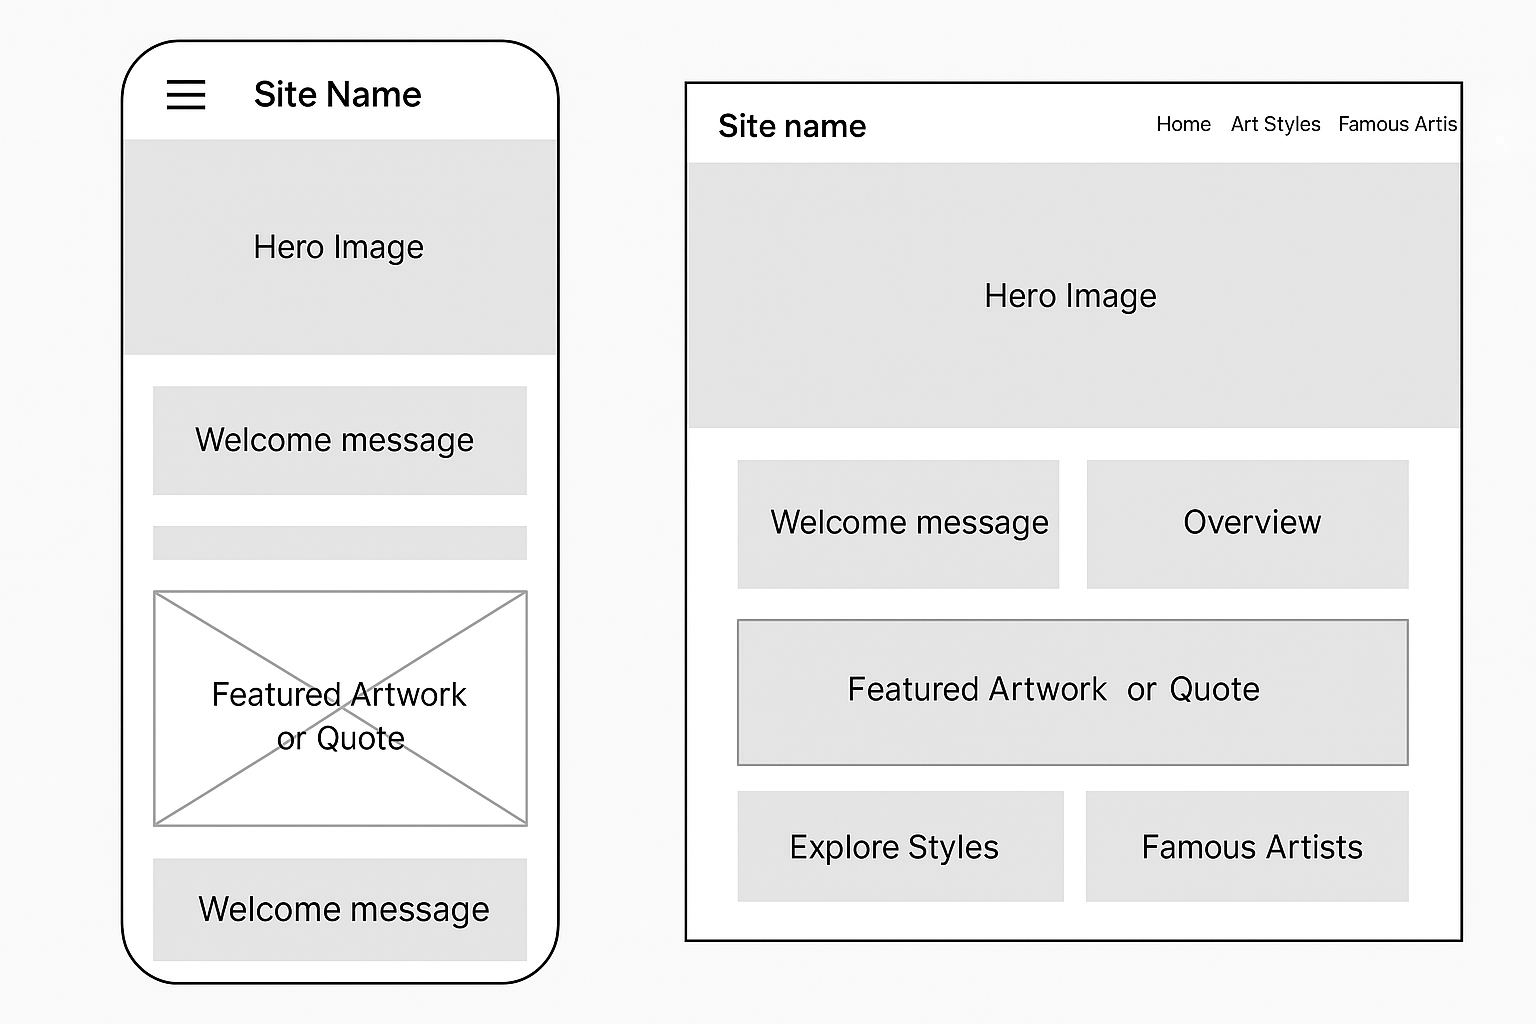 Site Name
Hero Image
Welcome message
Featured Artwork
or Quote
Welcome message
Site name
Home Art Styles Famous Artis
Hero Image
Welcome message
Overview
Featured Artwork or Quote
Explore Styles
Famous Artists